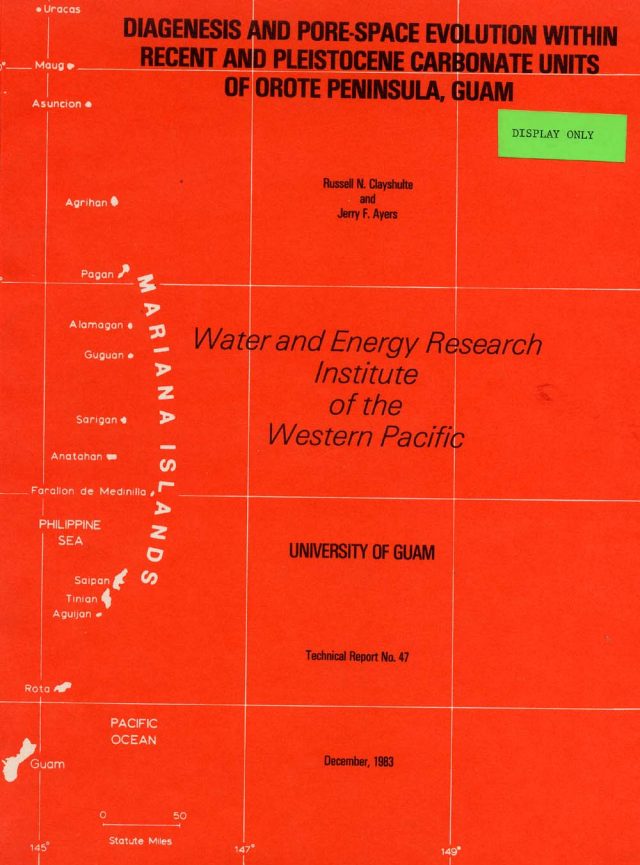 DIAGENESIS AND PORE-SPACE EVOLUTION WITHIN
RECENT AND PLEISTOCENE CARBONATE UNITS
OF OROTE PENINSULA, GUAM
DISPLAY ONLY
Russell N. Clayshulte
and
Jerry F. Ayers
Water and Energy Research
Institute
of the
Western Pacific
UNIVERSITY OF GUAM
Technical Report No. 47
December, 1983
Uracas
Maug
Asuncion
Agrihan
Pagan
Alamagan
Guguan
Sarigan
Anatahan
Farallon de Medinilla
MARIANA ISLANDS
PHILIPPINE
SEA
Saipan
Tinian
Aguijan
Rota
PACIFIC
OCEAN
Guam
0 50
Statute Miles
145° 147° 149°